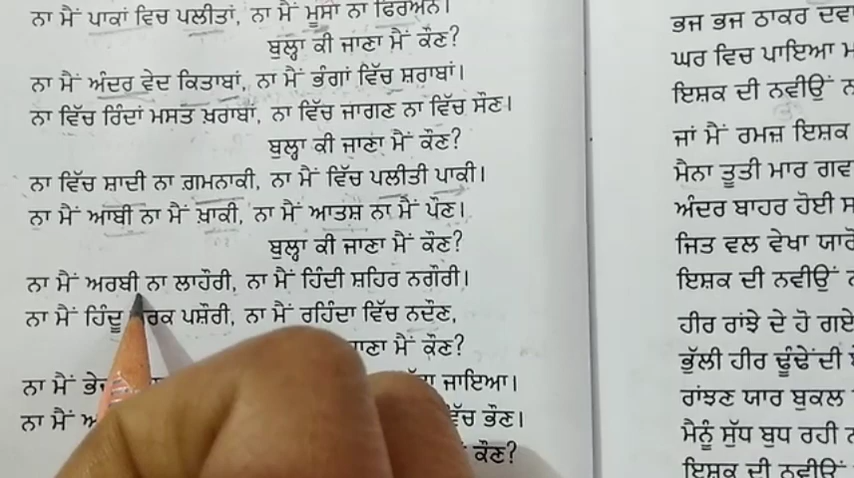 ਨਾ ਮੈਂ ਪਾਕਾਂ ਵਿਚ ਪਲੀਤਾਂ, ਨਾ ਮੈਂ ਮੂਸਾ ਨਾ ਫਿਰਔਨ।
ਬੁਲ੍ਹਾ ਕੀ ਜਾਣਾ ਮੈਂ ਕੌਣ?
ਨਾ ਮੈਂ ਅੰਦਰ ਵੇਦ ਕਿਤਾਬਾਂ, ਨਾ ਮੈਂ ਭੰਗਾਂ ਵਿੱਚ ਸ਼ਰਾਬਾਂ।
ਨਾ ਵਿੱਚ ਰਿੰਦਾਂ ਮਸਤ ਖ਼ਰਾਬਾਂ, ਨਾ ਵਿੱਚ ਜਾਗਣ ਨਾ ਵਿੱਚ ਸੌਣ।
ਬੁਲ੍ਹਾ ਕੀ ਜਾਣਾ ਮੈਂ ਕੌਣ?
ਨਾ ਵਿੱਚ ਸ਼ਾਦੀ ਨਾ ਗ਼ਮਨਾਕੀ, ਨਾ ਮੈਂ ਵਿੱਚ ਪਲੀਤੀ ਪਾਕੀ।
ਨਾ ਮੈਂ ਆਬੀ ਨਾ ਮੈਂ ਖ਼ਾਕੀ, ਨਾ ਮੈਂ ਆਤਸ਼ ਨਾ ਮੈਂ ਪੌਣ।
ਬੁਲ੍ਹਾ ਕੀ ਜਾਣਾ ਮੈਂ ਕੌਣ?
ਨਾ ਮੈਂ ਅਰਬੀ ਨਾ ਲਾਹੌਰੀ, ਨਾ ਮੈਂ ਹਿੰਦੀ ਸ਼ਹਿਰ ਨਗੌਰੀ।
ਨਾ ਮੈਂ ਹਿੰਦੂ ਪਸ਼ੌਰੀ, ਨਾ ਮੈਂ ਰਹਿੰਦਾ ਵਿੱਚ ਨਦੌਣ,
ਮੈਂ ਕੌਣ?
ਨਾ ਮੈਂ ਜਾਇਆ।
ਨਾ ਮੈਂ ਭੌਣ।
ਕੌਣ?
ਭਜ ਭਜ ਠਾਕਰ
ਘਰ ਵਿਚ ਪਾਇਆ
ਇਸ਼ਕ ਦੀ ਨਵੀਉਂ
ਜਾਂ ਮੈਂ ਰਮਜ਼ ਇਸ਼ਕ
ਮੈਨਾ ਤੂਤੀ ਮਾਰ
ਅੰਦਰ ਬਾਹਰ ਹੋਈ
ਜਿਤ ਵਲ ਵੇਖਾ
ਇਸ਼ਕ ਦੀ ਨਵੀਉਂ
ਹੀਰ ਰਾਂਝੇ ਦੇ ਹੋ ਗਏ
ਭੁੱਲੀ ਹੀਰ ਢੂੰਢੇਂਦੀ
ਰਾਂਝਣ ਯਾਰ ਬੁਕਲ
ਮੈਨੂੰ ਸੁੱਧ ਬੁਧ ਰਹੀ
ਇਸ਼ਕ ਦੀ ਨਵੀਉਂ